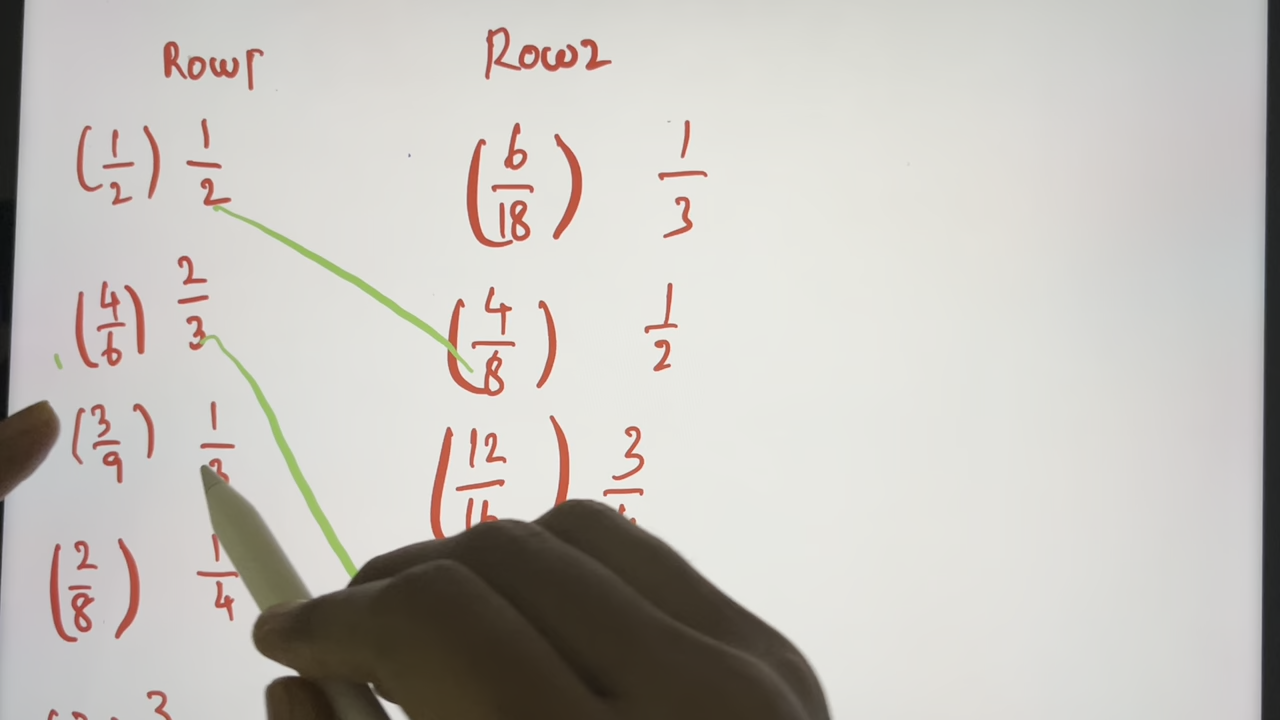 Row1 Row2
(1/2) 1/2 (6/18) 1/3
(4/6) 2/3 (4/8) 1/2
(3/9) 1/3 (12/16) 3/4
(2/8) 1/4
3